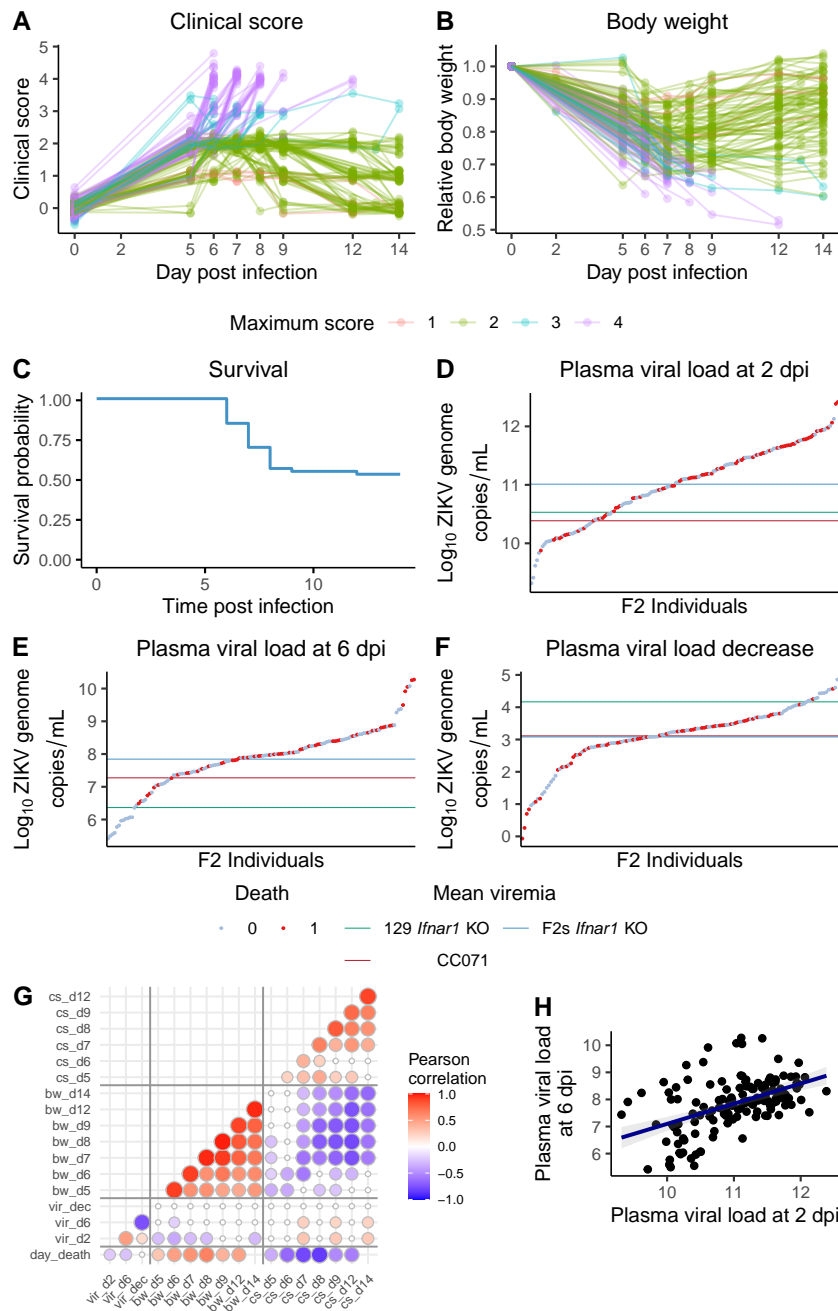 A Clinical score
Clinical score
5
4
3
2
1
0
0 2 5 6 7 8 9 12 14
Day post infection
B Body weight
Relative body weight
1.0
0.9
0.8
0.7
0.6
0.5
0 2 5 6 7 8 9 12 14
Day post infection
Maximum score 1 2 3 4
C Survival
Survival probability
1.00
0.75
0.50
0.25
0.00
0 5 10
Time post infection
D Plasma viral load at 2 dpi
Log10 ZIKV genome
copies/mL
12
11
10
F2 Individuals
E Plasma viral load at 6 dpi
Log10 ZIKV genome
copies/mL
10
9
8
7
6
F2 Individuals
F Plasma viral load decrease
Log10 ZIKV genome
copies/mL
5
4
3
2
1
0
F2 Individuals
Death Mean viremia
0 1 129 Ifnar1 KO F2s Ifnar1 KO
CC071
G
cs_d12
cs_d9
cs_d8
cs_d7
cs_d6
cs_d5
bw_d14
bw_d12
bw_d9
bw_d8
bw_d7
bw_d6
bw_d5
vir_dec
vir_d6
vir_d2
day_death
vir_d2 vir_d6 vir_dec bw_d5 bw_d6 bw_d7 bw_d8 bw_d9 bw_d12 bw_d14 cs_d5 cs_d6 cs_d7 cs_d8 cs_d9 cs_d12 cs_d14
Pearson
correlation
1.0
0.5
0.0
−0.5
−1.0
H
Plasma viral load
at 6 dpi
10
9
8
7
6
10 11 12
Plasma viral load at 2 dpi